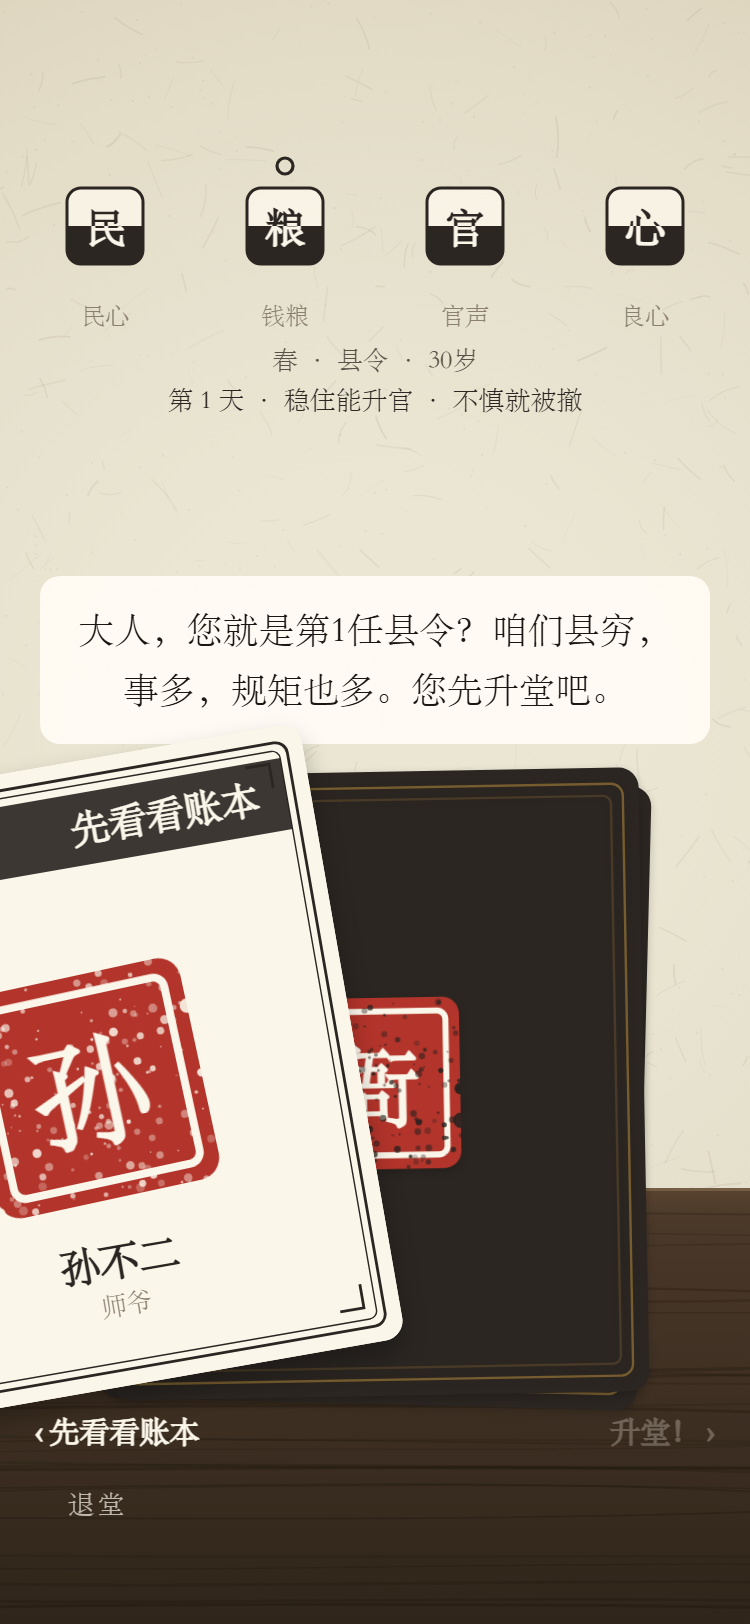 民 粮 官 心
民心 钱粮 官声 良心
春 · 县令 · 30岁
第 1 天 · 稳住能升官 · 不慎就被撤
大人，您就是第1任县令？咱们县穷，
事多，规矩也多。您先升堂吧。
先看看账本
孙
孙不二
师爷
‹ 先看看账本 升堂！ ›
退堂